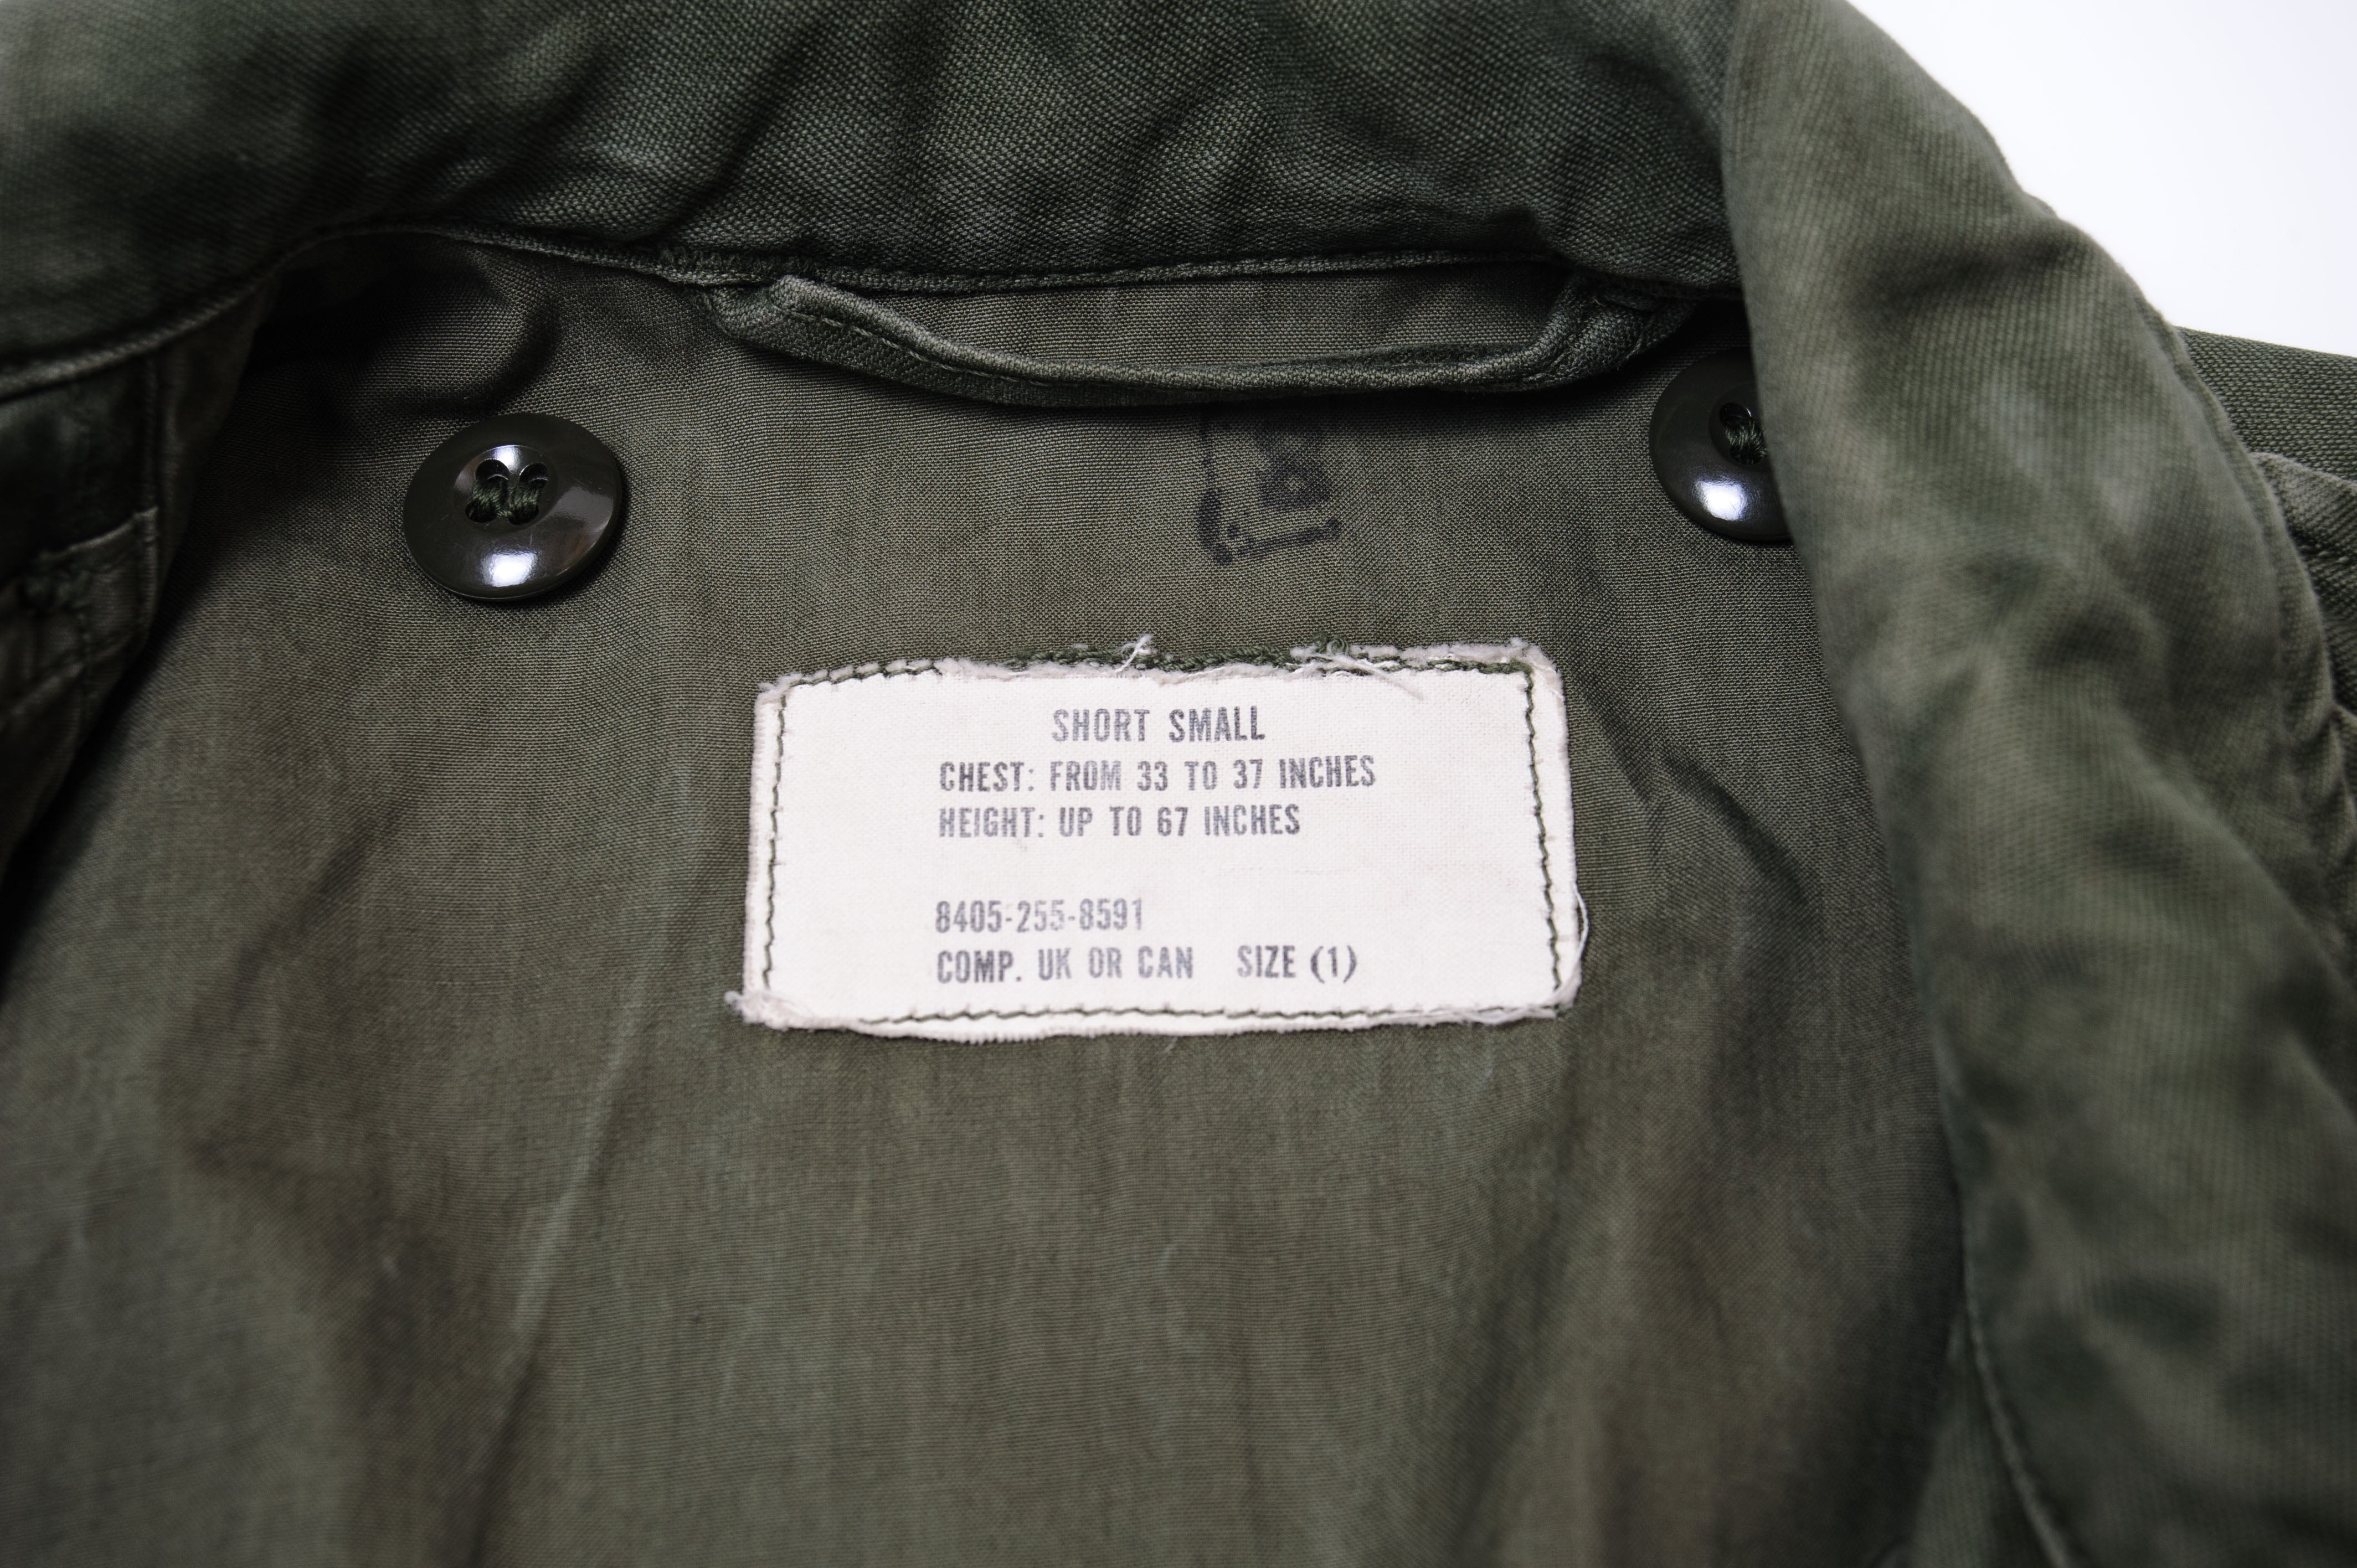 SHORT SMALL
CHEST: FROM 33 TO 37 INCHES
HEIGHT: UP TO 67 INCHES
8405-255-8591
COMP. UK OR CAN SIZE (1)